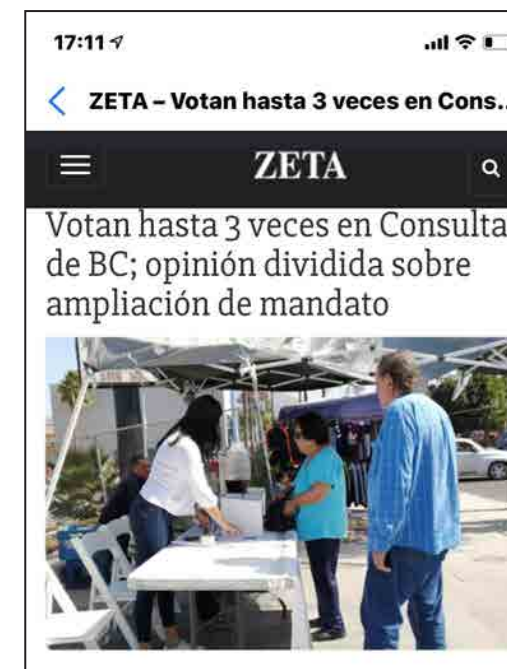 17:11
ZETA – Votan hasta 3 veces en Cons..
ZETA
Votan hasta 3 veces en Consulta
de BC; opinión dividida sobre
ampliación de mandato